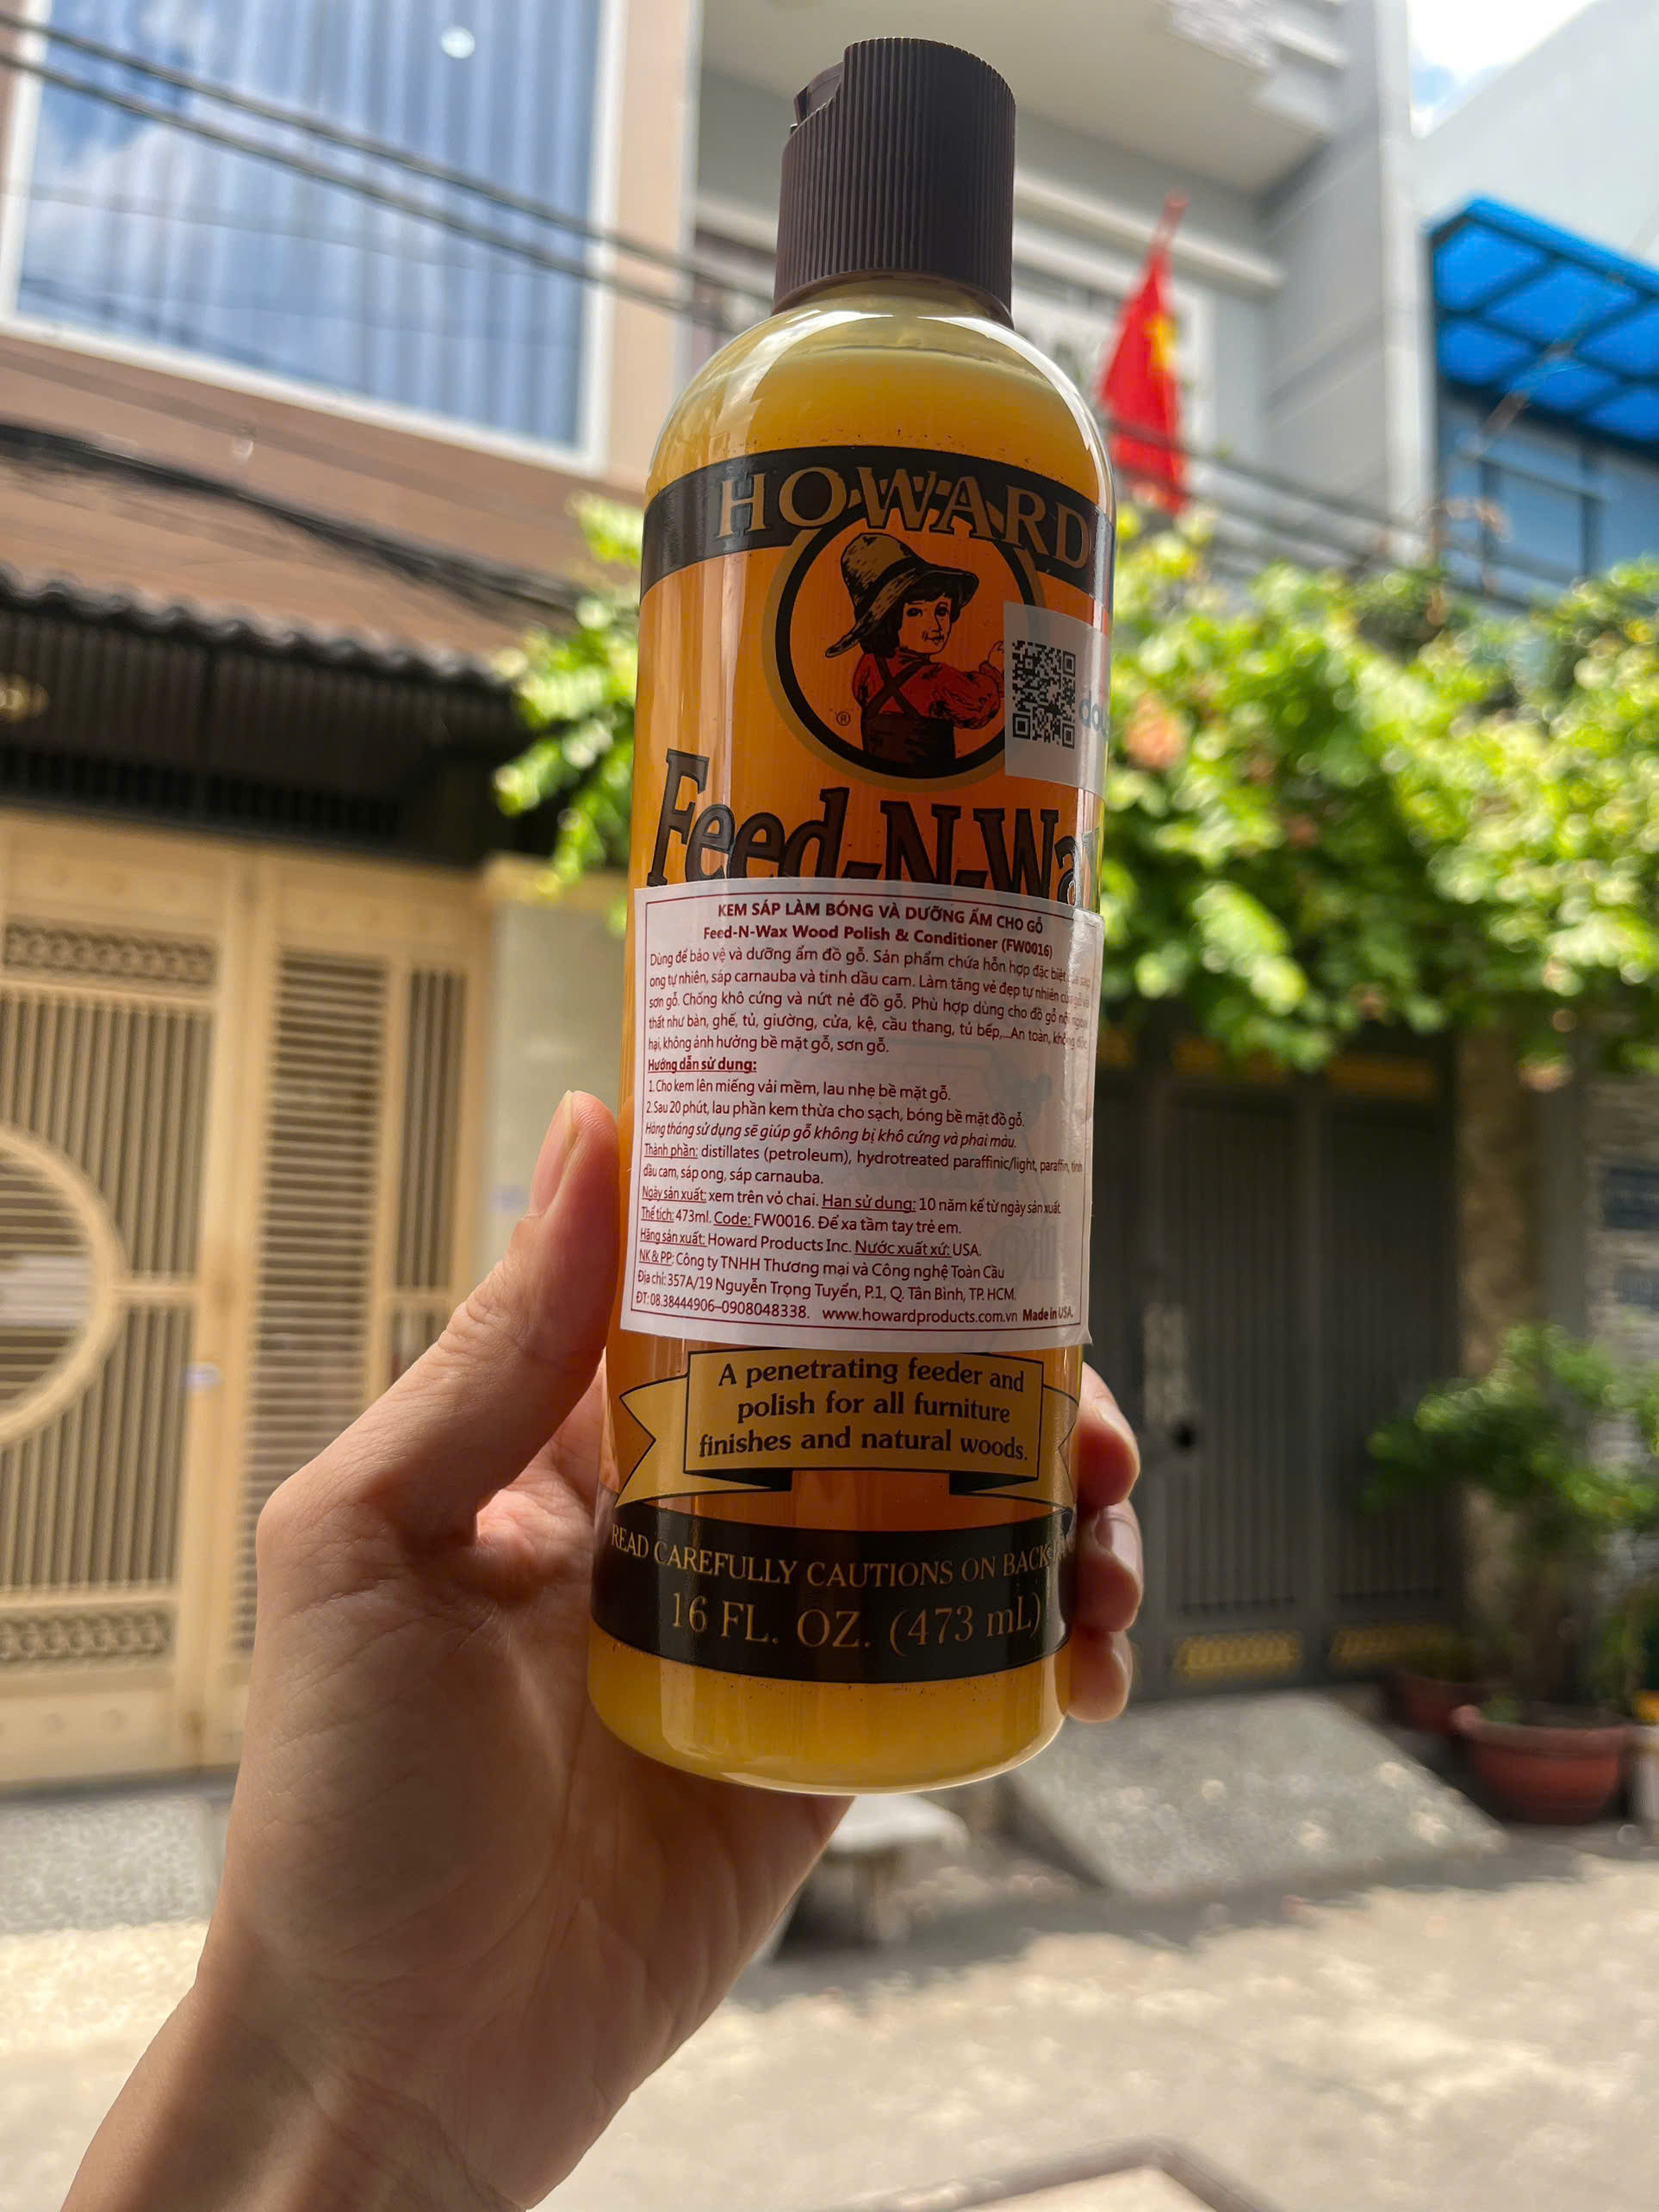 HOWARD
®
Feed-N-Wa
KEM SÁP LÀM BÓNG VÀ DƯỠNG ẨM CHO GỖ
Feed-N-Wax Wood Polish & Conditioner (FW0016)
Dùng để bảo vệ và dưỡng ẩm đồ gỗ. Sản phẩm chứa hỗn hợp đặc biệt
ong tự nhiên, sáp carnauba và tinh dầu cam. Làm tăng vẻ đẹp tự nhiên
sơn gỗ. Chống khô cứng và nứt nẻ đồ gỗ. Phù hợp dùng cho đồ gỗ
thất như bàn, ghế, tủ, giường, cửa, kệ, cầu thang, tủ bếp,...An toàn, không
hại, không ảnh hưởng bề mặt gỗ, sơn gỗ.
Hướng dẫn sử dụng:
1.Cho kem lên miếng vải mềm, lau nhẹ bề mặt gỗ.
2.Sau 20 phút, lau phần kem thừa cho sạch, bóng bề mặt đồ gỗ.
Hàng tháng sử dụng sẽ giúp gỗ không bị khô cứng và phai màu.
Thành phần: distillates (petroleum), hydrotreated paraffinic/light, paraffin, tinh
dầu cam, sáp ong, sáp carnauba.
Ngày sản xuất: xem trên vỏ chai. Hạn sử dụng: 10 năm kể từ ngày sản xuất.
Thể tích: 473ml. Code: FW0016. Để xa tầm tay trẻ em.
Hãng sản xuất: Howard Products Inc. Nước xuất xứ: USA.
NK & PP: Công ty TNHH Thương mại và Công nghệ Toàn Cầu
Địa chỉ: 357A/19 Nguyễn Trọng Tuyển, P.1, Q. Tân Bình, TP. HCM.
ĐT: 08.38444906–0908048338. www.howardproducts.com.vn Made in USA.
A penetrating feeder and
polish for all furniture
finishes and natural woods.
READ CAREFULLY CAUTIONS ON BACK
16 FL. OZ. (473 mL)